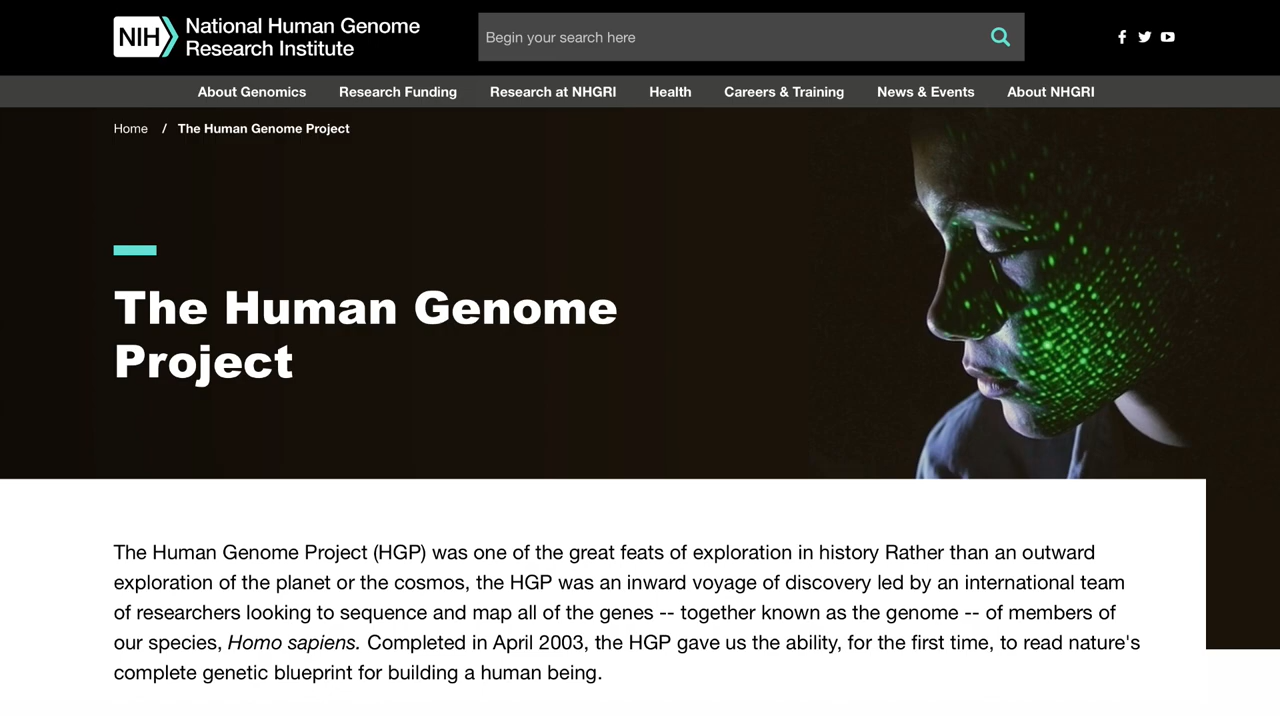 NIH
National Human Genome
Research Institute
Begin your search here
About Genomics Research Funding Research at NHGRI Health Careers & Training News & Events About NHGRI
Home / The Human Genome Project
The Human Genome
Project
The Human Genome Project (HGP) was one of the great feats of exploration in history Rather than an outward
exploration of the planet or the cosmos, the HGP was an inward voyage of discovery led by an international team
of researchers looking to sequence and map all of the genes -- together known as the genome -- of members of
our species, Homo sapiens. Completed in April 2003, the HGP gave us the ability, for the first time, to read nature's
complete genetic blueprint for building a human being.